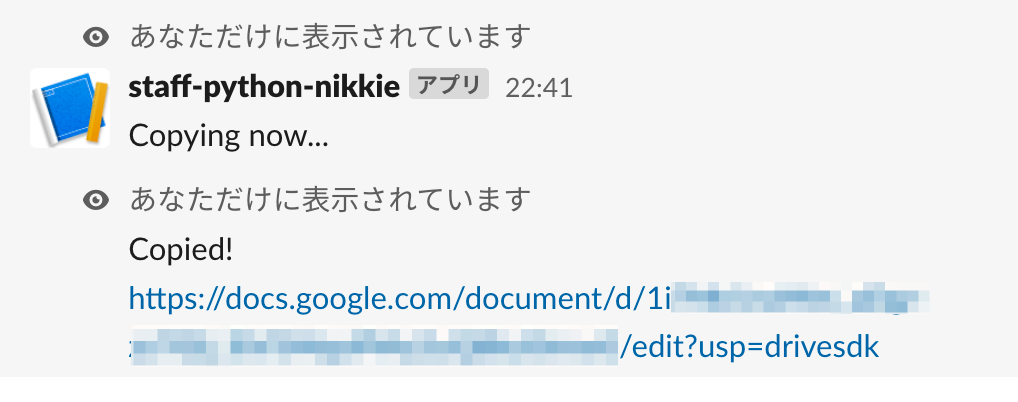 あなただけに表示されています
staff-python-nikkie アプリ 22:41
Copying now...
あなただけに表示されています
Copied!
https://docs.google.com/document/d/1i
/edit?usp=drivesdk